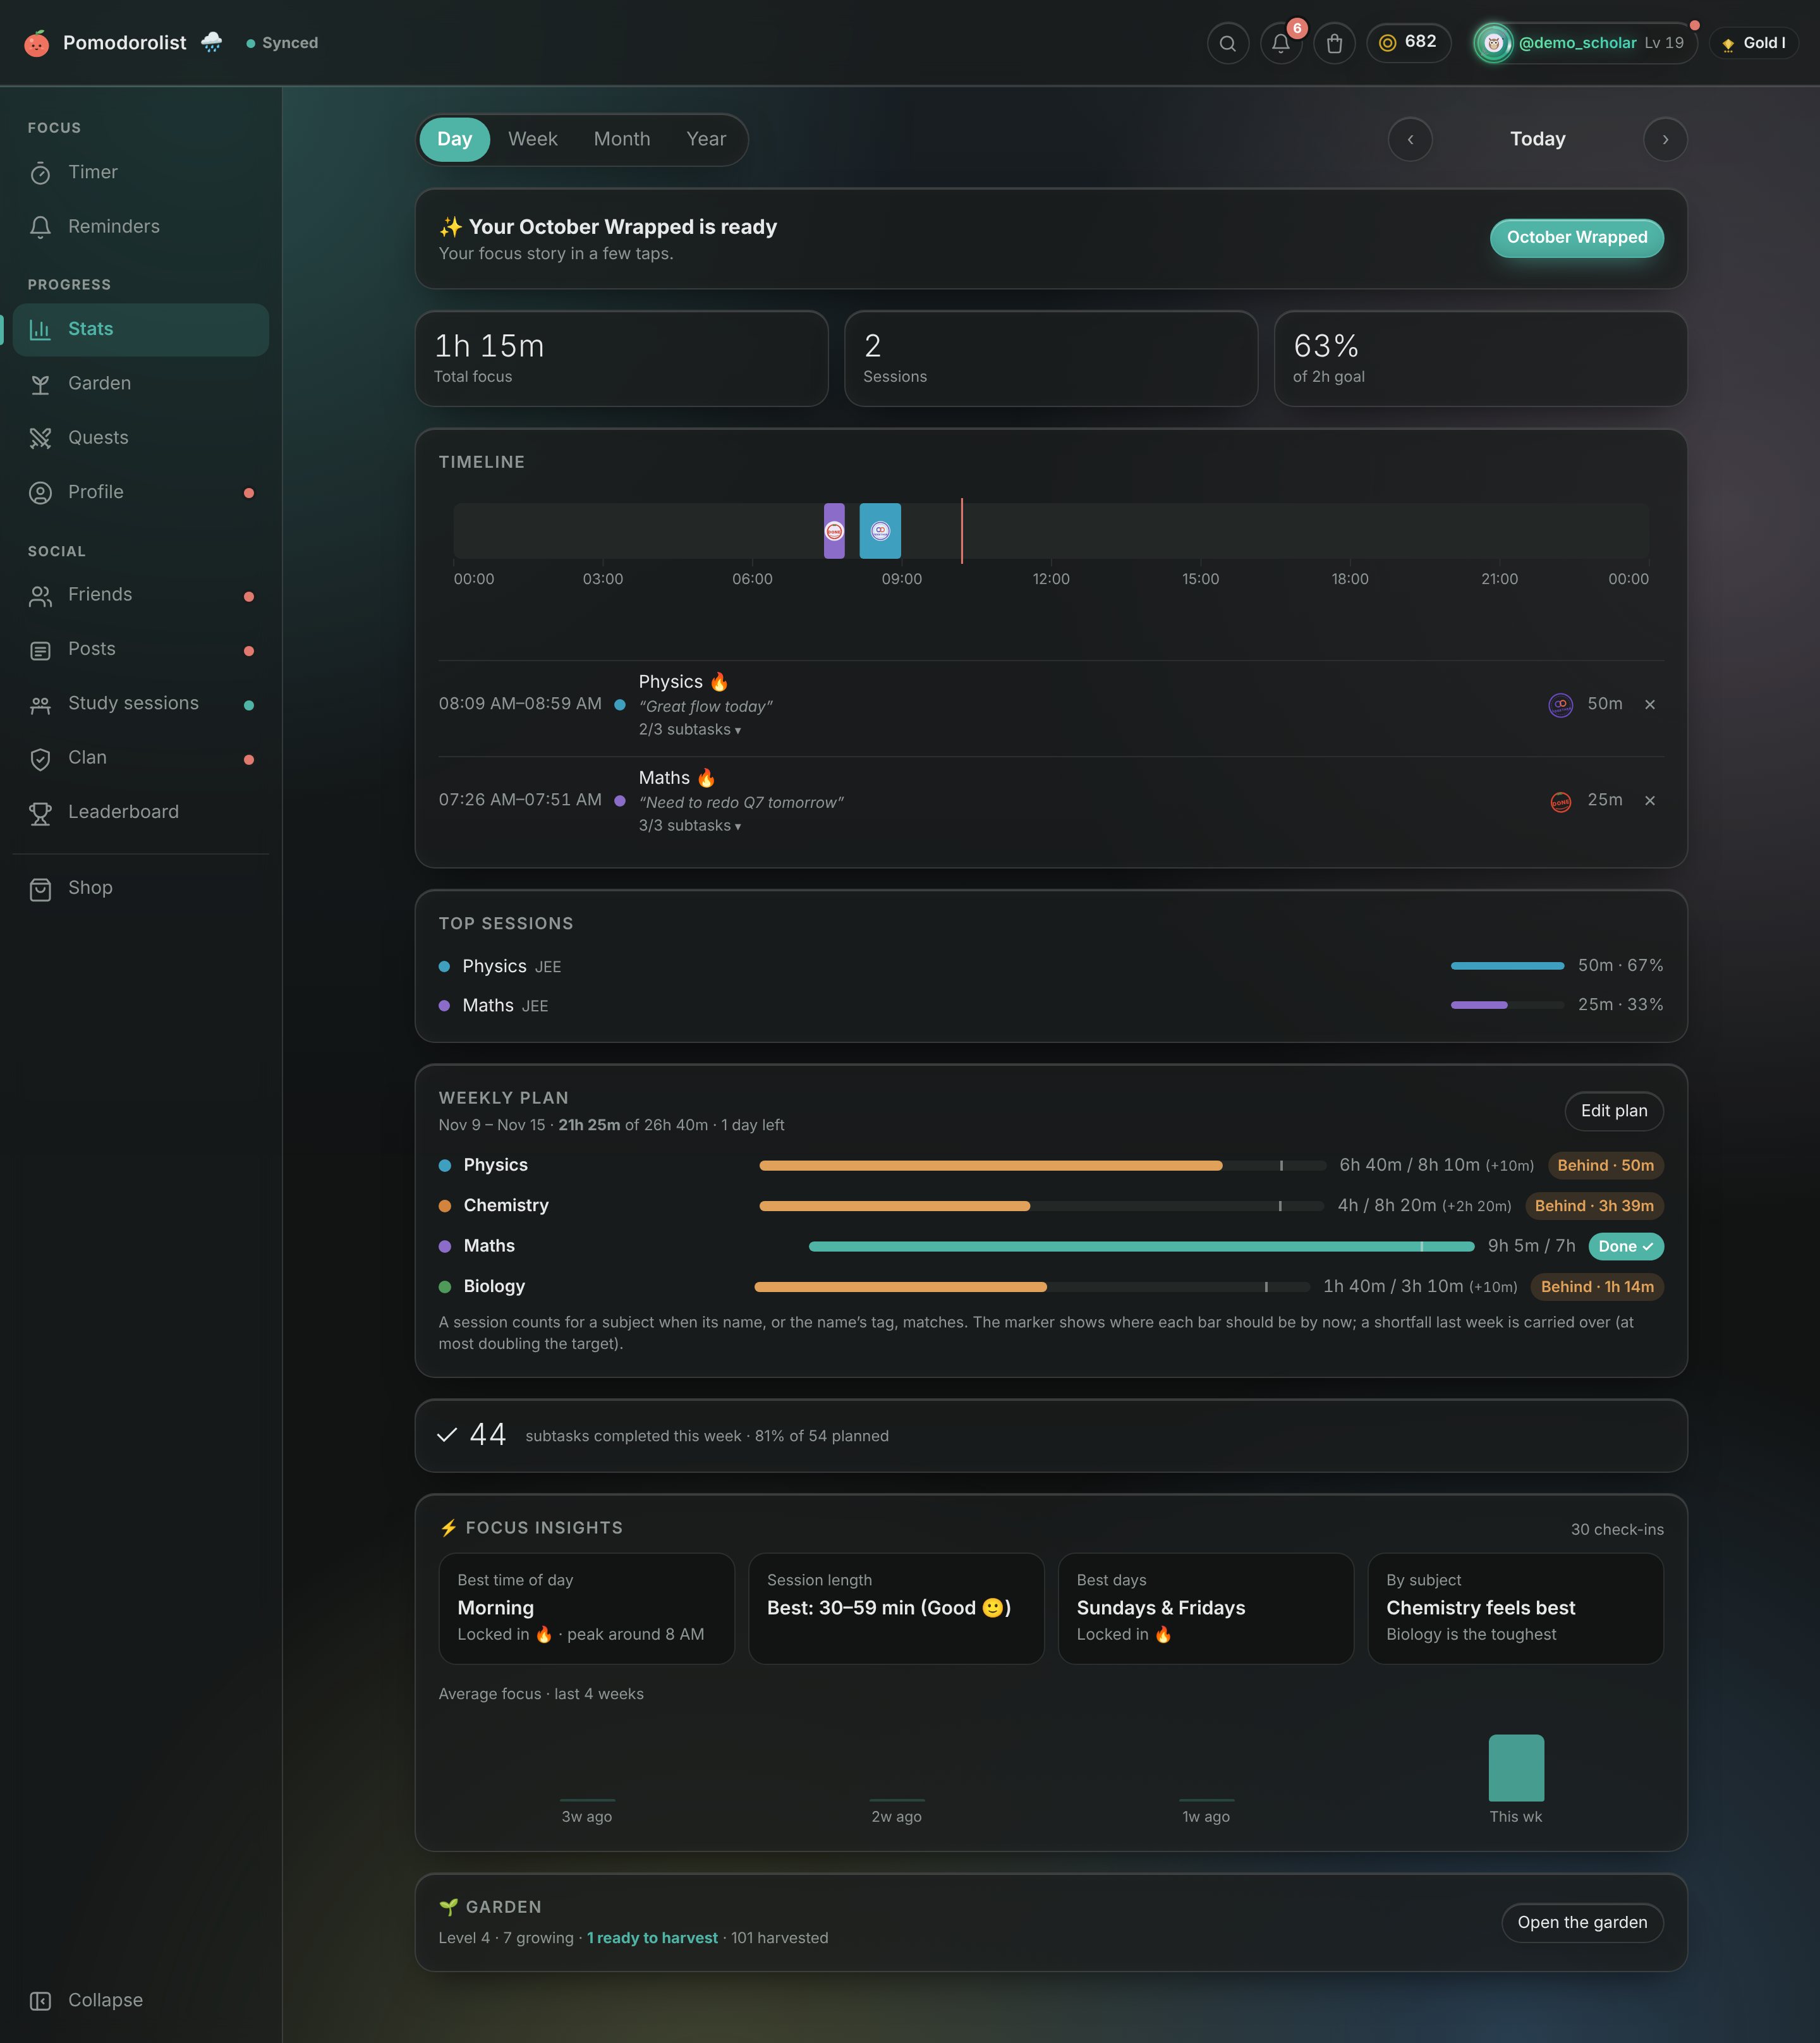 Pomodorolist
Synced
6
682
@demo_scholar Lv 19
Gold I
FOCUS
Timer
Reminders
PROGRESS
Stats
Garden
Quests
Profile
SOCIAL
Friends
Posts
Study sessions
Clan
Leaderboard
Shop
Collapse
Day Week Month Year
‹ Today ›
✨ Your October Wrapped is ready
Your focus story in a few taps.
October Wrapped
1h 15m
Total focus
2
Sessions
63%
of 2h goal
TIMELINE
00:00 03:00 06:00 09:00 12:00 15:00 18:00 21:00 00:00
08:09 AM–08:59 AM
Physics 🔥
“Great flow today”
2/3 subtasks ▾
50m ×
07:26 AM–07:51 AM
Maths 🔥
“Need to redo Q7 tomorrow”
3/3 subtasks ▾
DONE
25m ×
TOP SESSIONS
Physics JEE 50m · 67%
Maths JEE 25m · 33%
WEEKLY PLAN
Nov 9 – Nov 15 · 21h 25m of 26h 40m · 1 day left
Edit plan
Physics 6h 40m / 8h 10m (+10m) Behind · 50m
Chemistry 4h / 8h 20m (+2h 20m) Behind · 3h 39m
Maths 9h 5m / 7h Done ✓
Biology 1h 40m / 3h 10m (+10m) Behind · 1h 14m
A session counts for a subject when its name, or the name’s tag, matches. The marker shows where each bar should be by now; a shortfall last week is carried over (at
most doubling the target).
✓ 44 subtasks completed this week · 81% of 54 planned
⚡ FOCUS INSIGHTS
30 check-ins
Best time of day
Morning
Locked in 🔥 · peak around 8 AM
Session length
Best: 30–59 min (Good 🙂)
Best days
Sundays & Fridays
Locked in 🔥
By subject
Chemistry feels best
Biology is the toughest
Average focus · last 4 weeks
3w ago 2w ago 1w ago This wk
🌱 GARDEN
Level 4 · 7 growing · 1 ready to harvest · 101 harvested
Open the garden